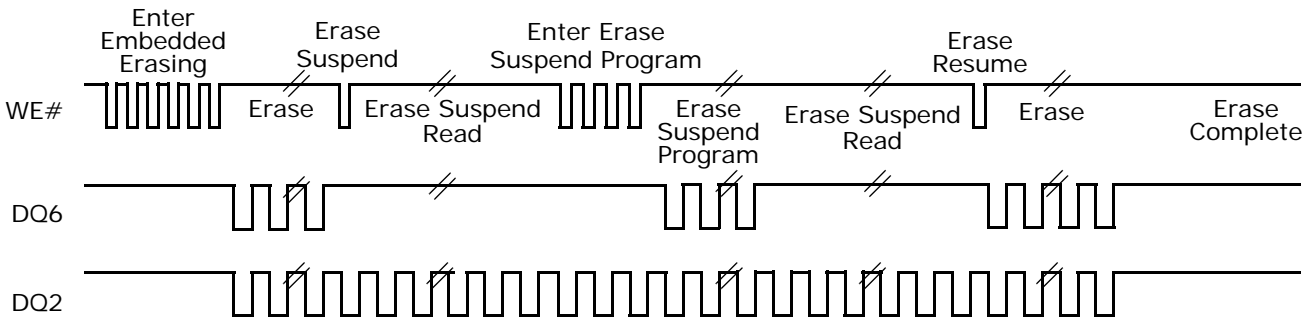 Enter
Embedded
Erasing
Erase
Suspend
Enter Erase
Suspend Program
Erase
Resume
WE#
Erase
Erase Suspend
Read
Erase
Suspend
Program
Erase Suspend
Read
Erase
Erase
Complete
DQ6
DQ2